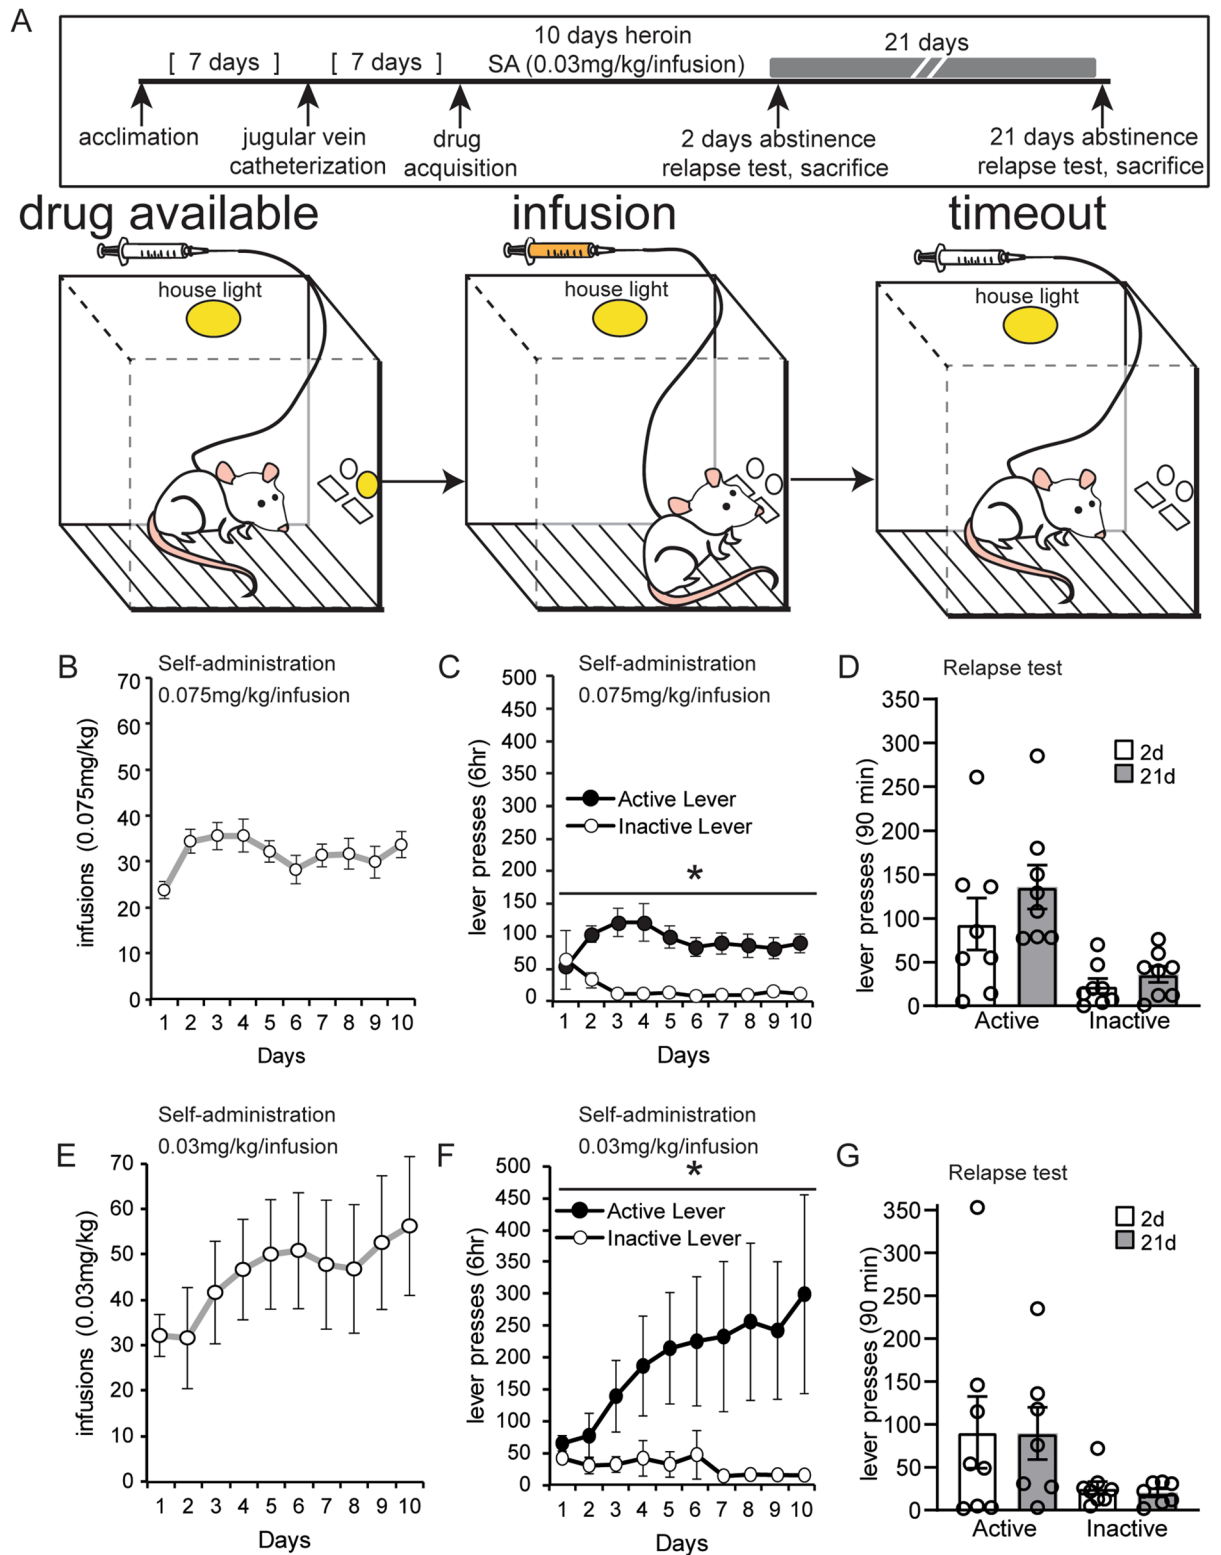 A
[ 7 days ]
[ 7 days ]
10 days heroin
SA (0.03mg/kg/infusion)
21 days
acclimation
jugular vein
catheterization
drug
acquisition
2 days abstinence
relapse test, sacrifice
21 days abstinence
relapse test, sacrifice
drug available
infusion
timeout
house light
house light
house light
B
Self-administration
0.075mg/kg/infusion
infusions (0.075mg/kg)
70
60
50
40
30
20
10
0
1 2 3 4 5 6 7 8 9 10
Days
C
Self-administration
0.075mg/kg/infusion
lever presses (6hr)
500
450
400
350
300
250
200
150
100
50
0
Active Lever
Inactive Lever
*
1 2 3 4 5 6 7 8 9 10
Days
D
Relapse test
lever presses (90 min)
350
300
250
200
150
100
50
0
2d
21d
Active Inactive
E
Self-administration
0.03mg/kg/infusion
infusions (0.03mg/kg)
70
60
50
40
30
20
10
0
1 2 3 4 5 6 7 8 9 10
Days
F
Self-administration
0.03mg/kg/infusion
*
lever presses (6hr)
500
450
400
350
300
250
200
150
100
50
0
Active Lever
Inactive Lever
1 2 3 4 5 6 7 8 9 10
Days
G
Relapse test
lever presses (90 min)
350
300
250
200
150
100
50
0
2d
21d
Active Inactive